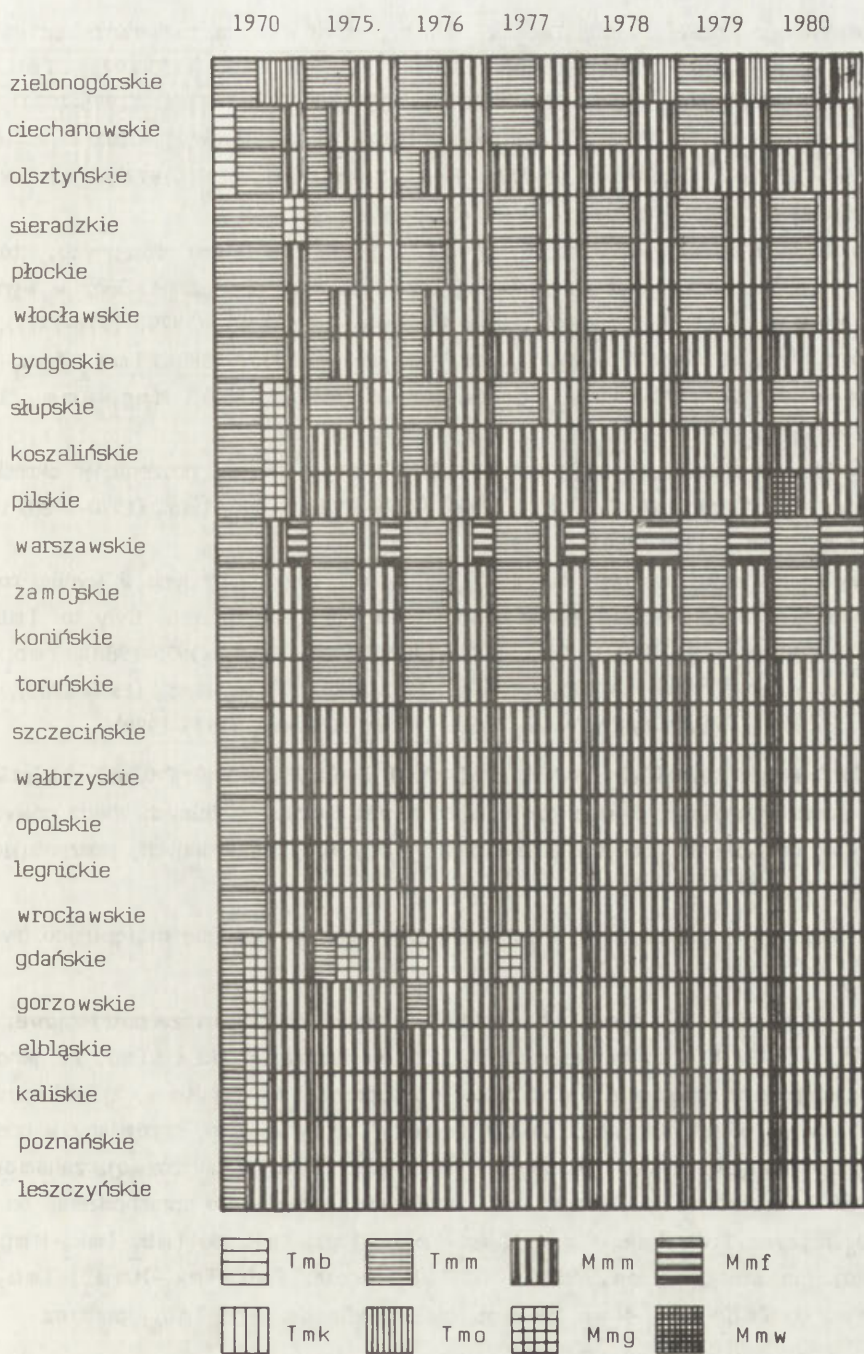 1970 1975. 1976 1977 1978 1979 1980
zielonogórskie
ciechanowskie
olsztyńskie
sieradzkie
płockie
włocławskie
bydgoskie
słupskie
koszalińskie
pilskie
warszawskie
zamojskie
konińskie
toruńskie
szczecińskie
wałbrzyskie
opolskie
legnickie
wrocławskie
gdańskie
gorzowskie
elbląskie
kaliskie
poznańskie
leszczyńskie
Tmb Tmm Mmm Mmf
Tmk Tmo Mmg Mmw